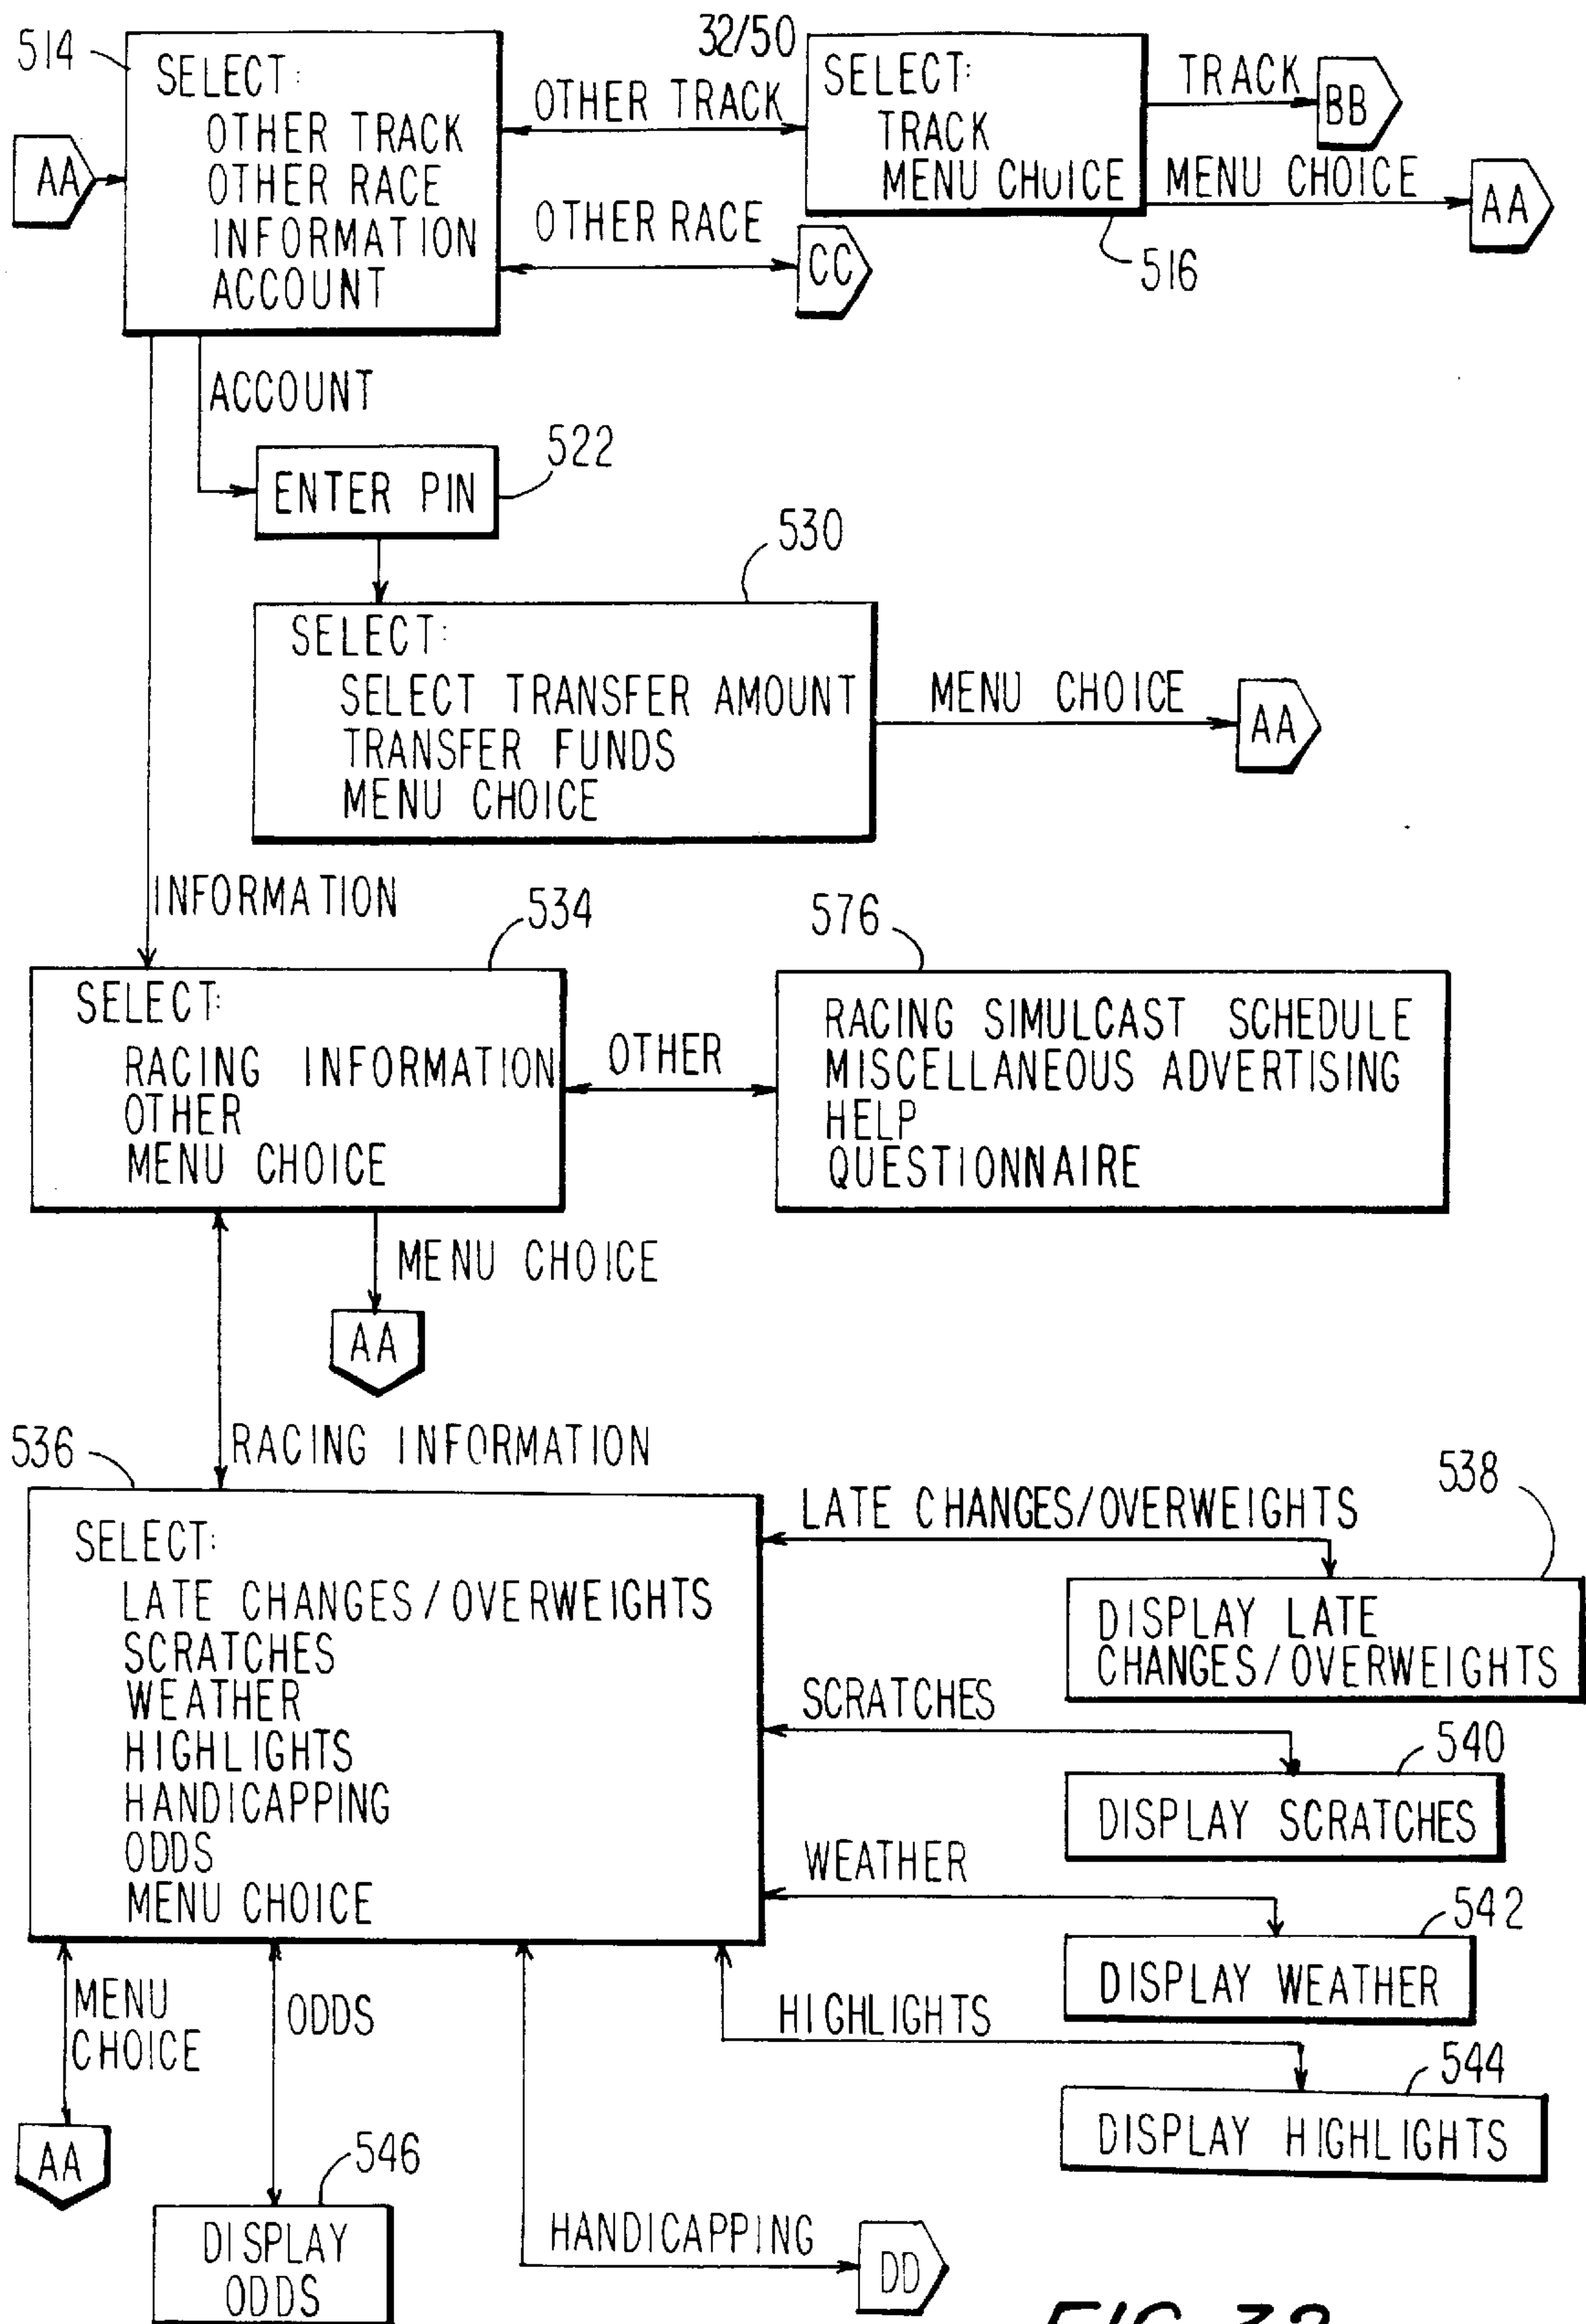 514
SELECT:
OTHER TRACK
OTHER RACE
INFORMATION
ACCOUNT
AA
OTHER TRACK
OTHER RACE
CC
32/50
SELECT:
TRACK
MENU CHOICE
516
TRACK
BB
MENU CHOICE
AA
ACCOUNT
ENTER PIN
522
530
SELECT:
SELECT TRANSFER AMOUNT
TRANSFER FUNDS
MENU CHOICE
MENU CHOICE
AA
INFORMATION
534
SELECT:
RACING INFORMATION
OTHER
MENU CHOICE
OTHER
576
RACING SIMULCAST SCHEDULE
MISCELLANEOUS ADVERTISING
HELP
QUESTIONNAIRE
MENU CHOICE
AA
RACING INFORMATION
536
SELECT:
LATE CHANGES/OVERWEIGHTS
SCRATCHES
WEATHER
HIGHLIGHTS
HANDICAPPING
ODDS
MENU CHOICE
LATE CHANGES/OVERWEIGHTS
538
DISPLAY LATE
CHANGES/OVERWEIGHTS
SCRATCHES
540
DISPLAY SCRATCHES
WEATHER
542
DISPLAY WEATHER
HIGHLIGHTS
544
DISPLAY HIGHLIGHTS
MENU
CHOICE
AA
ODDS
546
DISPLAY
ODDS
HANDICAPPING
DD